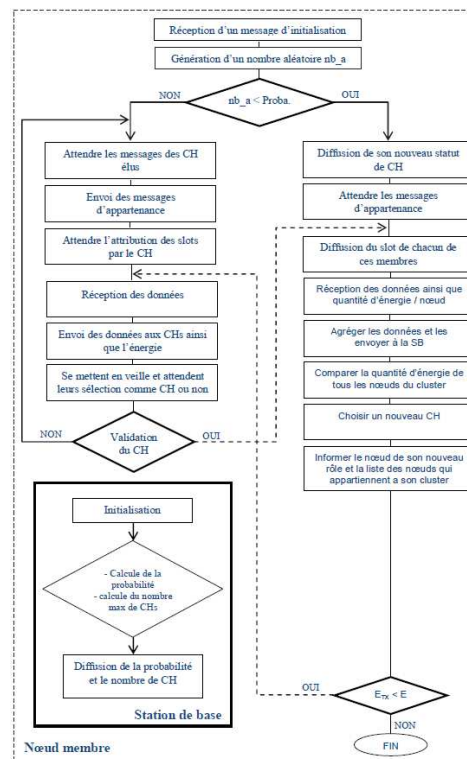 Réception d'un message d'initialisation
Génération d'un nombre aléatoire nb_a
NON
nb_a < Proba.
OUI
Attendre les messages des CH
élus
Envoi des messages
d'appartenance
Attendre l'attribution des slots
par le CH
Réception des données
Envoi des données aux CHs ainsi
que l'énergie
Se mettent en veille et attendent
leurs sélection comme CH ou non
NON
Validation
du CH
OUI
Diffusion de son nouveau statut
de CH
Attendre les messages
d'appartenance
Diffusion du slot de chacun de
ces membres
Réception des données ainsi que
quantité d'énergie / nœud
Agréger les données et les
envoyer à la SB
Comparer la quantité d'énergie de
tous les nœuds du cluster
Choisir un nouveau CH
Informer le nœud de son nouveau
rôle et la liste des nœuds qui
appartiennent a son cluster
Initialisation
- Calcule de la
probabilité
- calcule du nombre
max de CHs
Diffusion de la probabilité
et le nombre de CH
Station de base
OUI
ETX < E
NON
FIN
Nœud membre